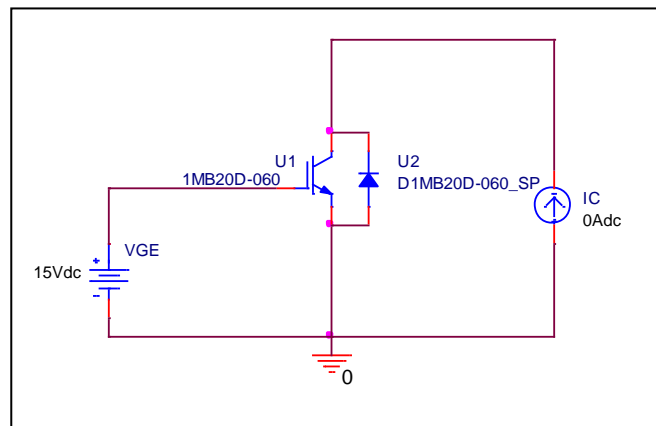 U1
1MB20D-060
U2
D1MB20D-060_SP
IC
0Adc
VGE
15Vdc
+
-
0